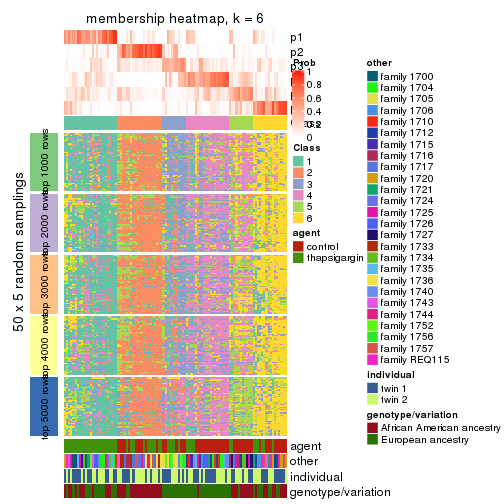 membership heatmap, k = 6
p1
p2
Prob
1
0.8
0.6
0.4
0
Class
1
2
3
4
5
6
agent
control
thapsigargin
50 x 5 random samplings
top 1000 rows
top 2000 rows
top 3000 rows
top 4000 rows
top 5000 rows
agent
other
individual
genotype/variation
other
family 1700
family 1704
family 1705
family 1706
family 1710
family 1712
family 1715
family 1716
family 1717
family 1720
family 1721
family 1724
family 1725
family 1726
family 1727
family 1733
family 1734
family 1735
family 1736
family 1740
family 1743
family 1744
family 1752
family 1756
family 1757
family REQ115
individual
twin 1
twin 2
genotype/variation
African American ancestry
European ancestry